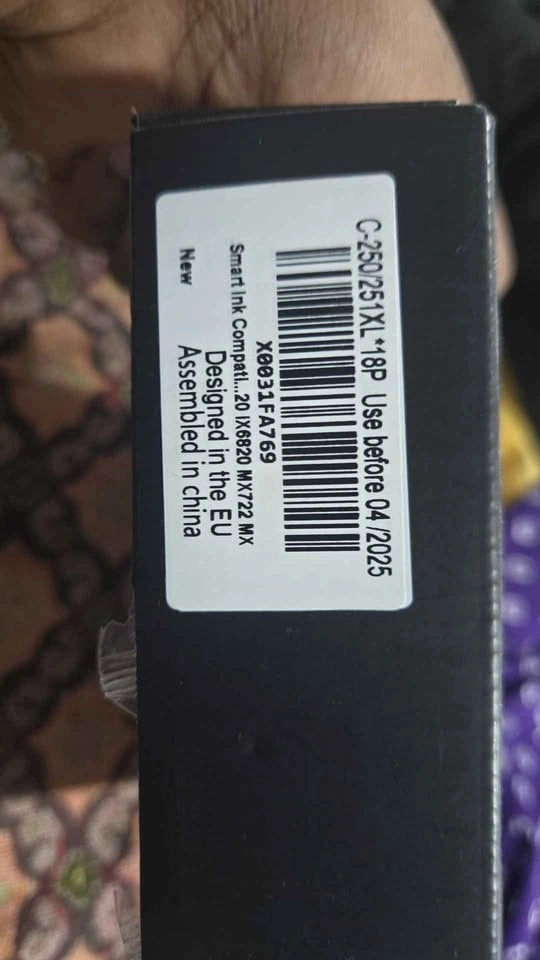 C-250/251XL*18P Use before 04 /2025
X0031FA769
Smart Ink Compati...20 iX6820 MX722 MX
New
Designed in the EU
Assembled in china